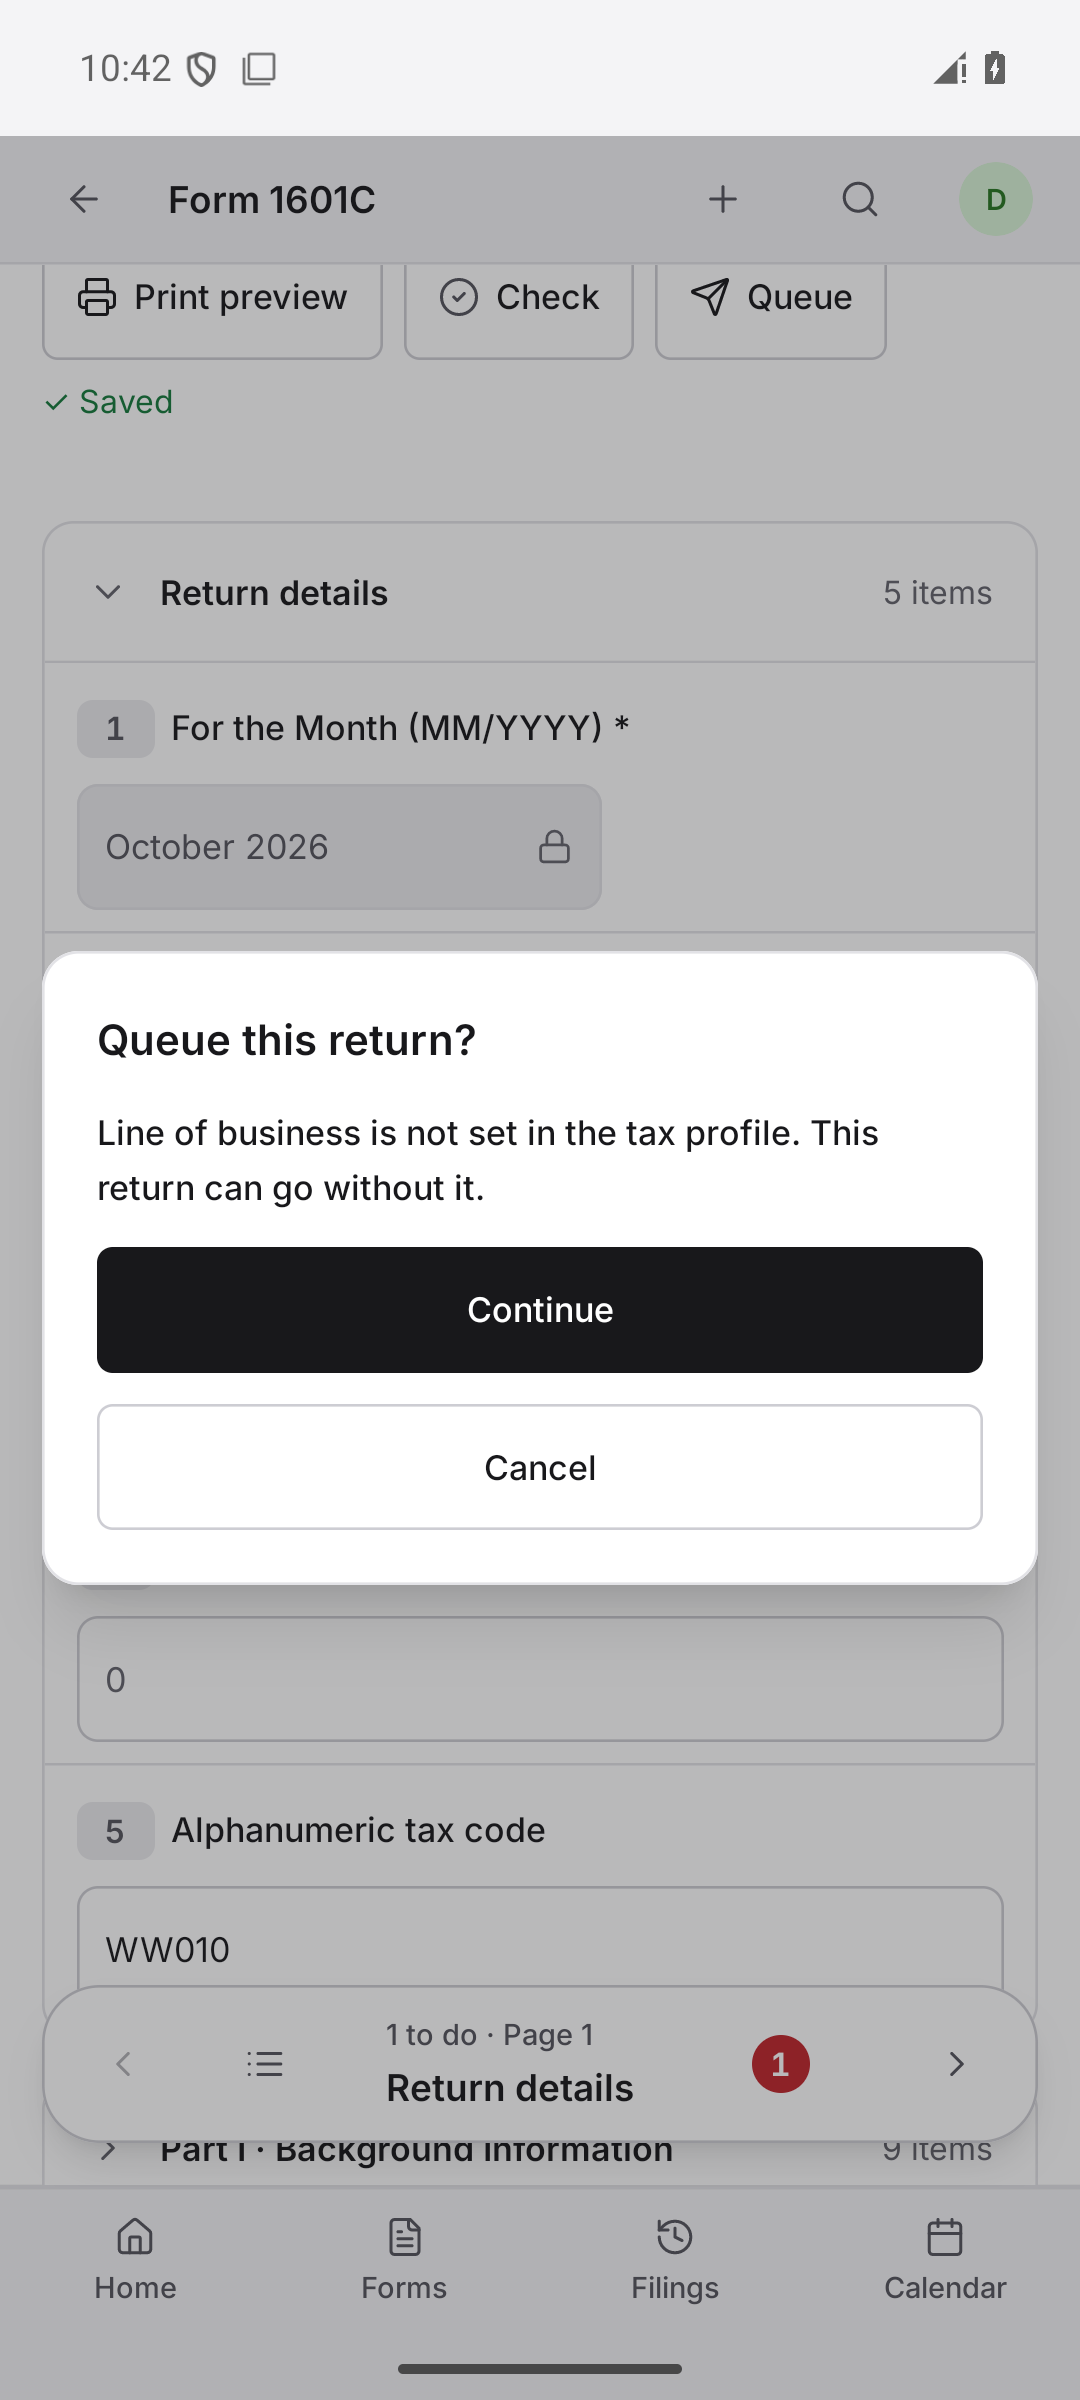 10:42
Form 1601C
D
Print preview
Check
Queue
Saved
Return details
5 items
1
For the Month (MM/YYYY) *
October 2026
Queue this return?
Line of business is not set in the tax profile. This
return can go without it.
Continue
Cancel
0
5
Alphanumeric tax code
WW010
1 to do · Page 1
Return details
1
Part I · Background information
9 items
Home
Forms
Filings
Calendar